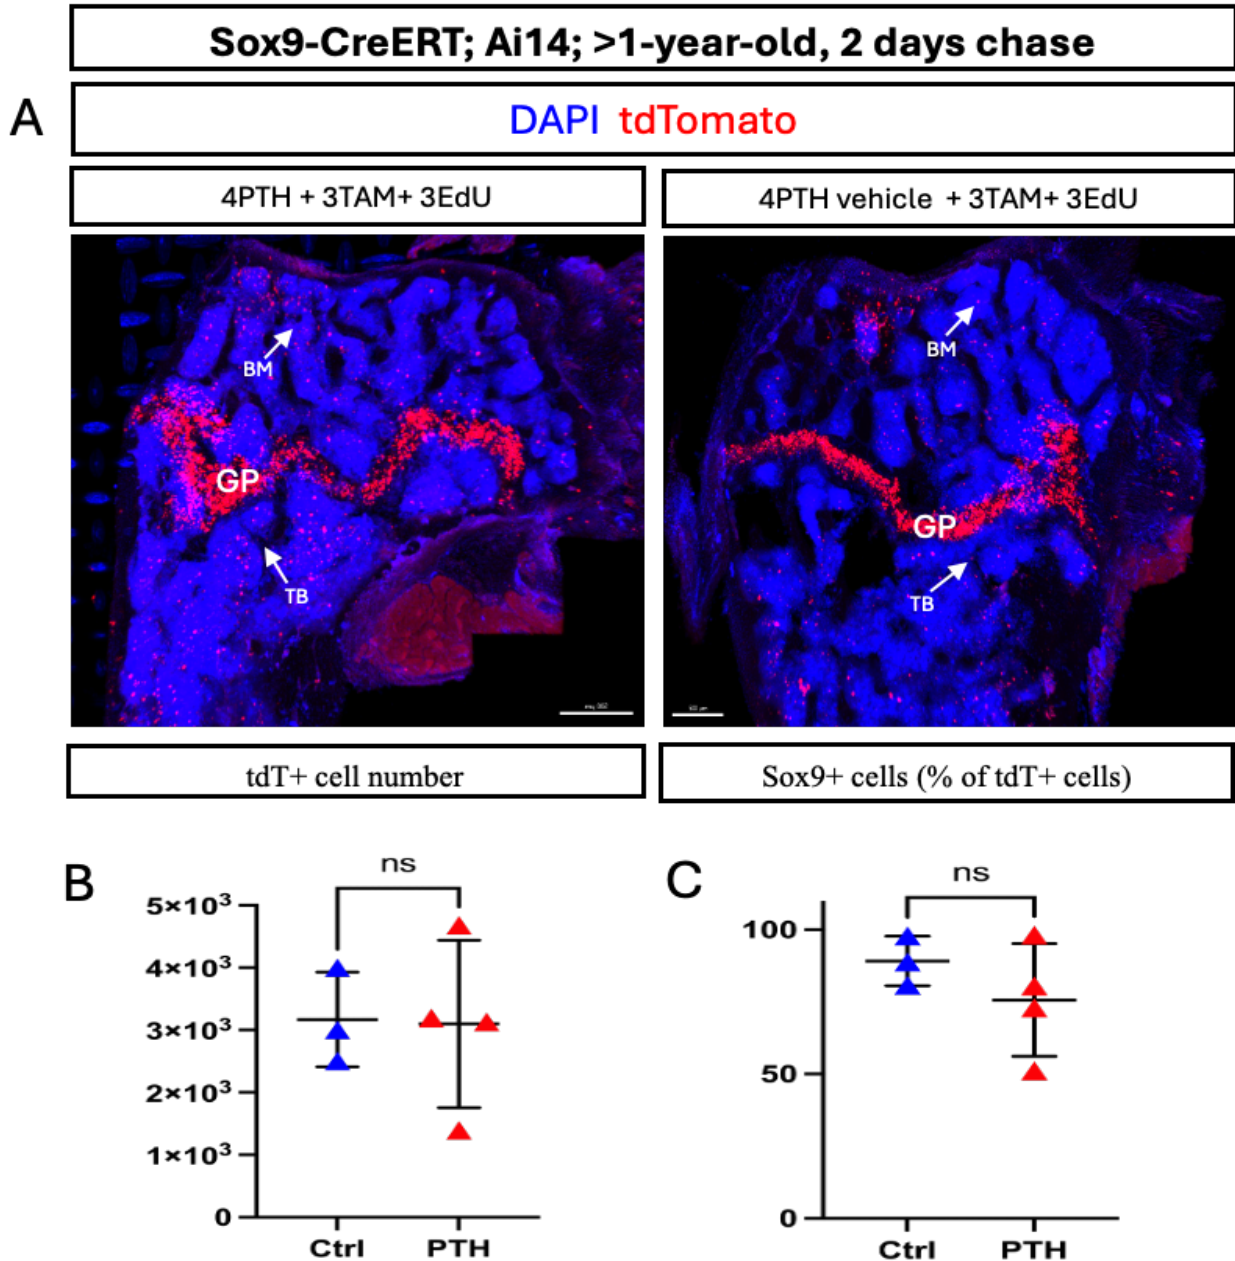 Sox9-CreERT; Ai14; >1-year-old, 2 days chase
A
DAPI tdTomato
4PTH + 3TAM+ 3EdU
4PTH vehicle + 3TAM+ 3EdU
BM
GP
TB
BM
GP
TB
tdT+ cell number
Sox9+ cells (% of tdT+ cells)
B
ns
5×10³
4×10³
3×10³
2×10³
1×10³
0
Ctrl
PTH
C
ns
100
50
0
Ctrl
PTH